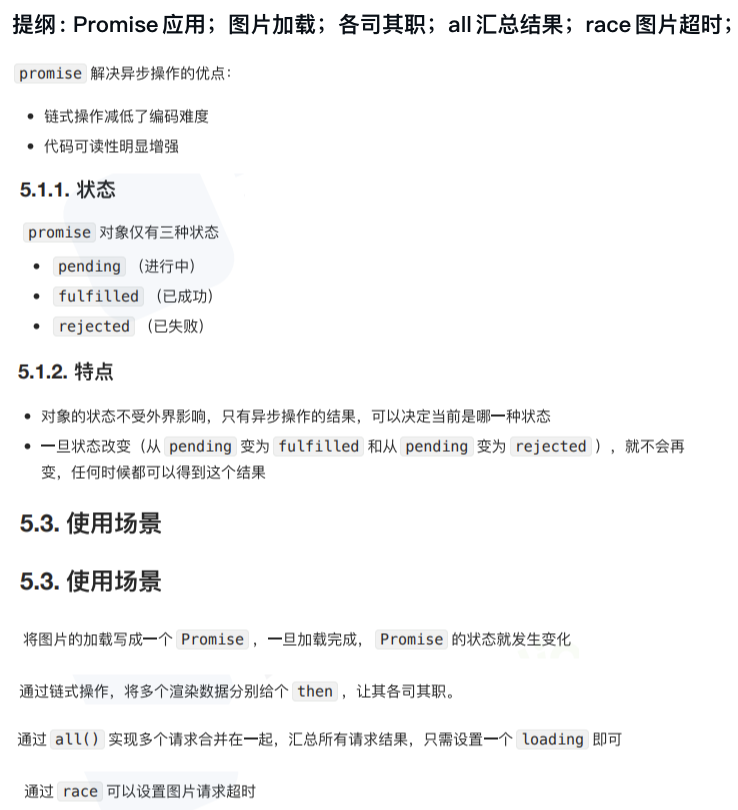 提纲：Promise 应用；图片加载；各司其职；all 汇总结果；race 图片超时；
promise 解决异步操作的优点：
• 链式操作减低了编码难度
• 代码可读性明显增强
5.1.1. 状态
promise 对象仅有三种状态
• pending （进行中）
• fulfilled （已成功）
• rejected （已失败）
5.1.2. 特点
• 对象的状态不受外界影响，只有异步操作的结果，可以决定当前是哪一种状态
• 一旦状态改变（从 pending 变为 fulfilled 和从 pending 变为 rejected ），就不会再
变，任何时候都可以得到这个结果
5.3. 使用场景
5.3. 使用场景
将图片的加载写成一个 Promise ，一旦加载完成， Promise 的状态就发生变化
通过链式操作，将多个渲染数据分别给个 then ，让其各司其职。
通过 all() 实现多个请求合并在一起，汇总所有请求结果，只需设置一个 loading 即可
通过 race 可以设置图片请求超时